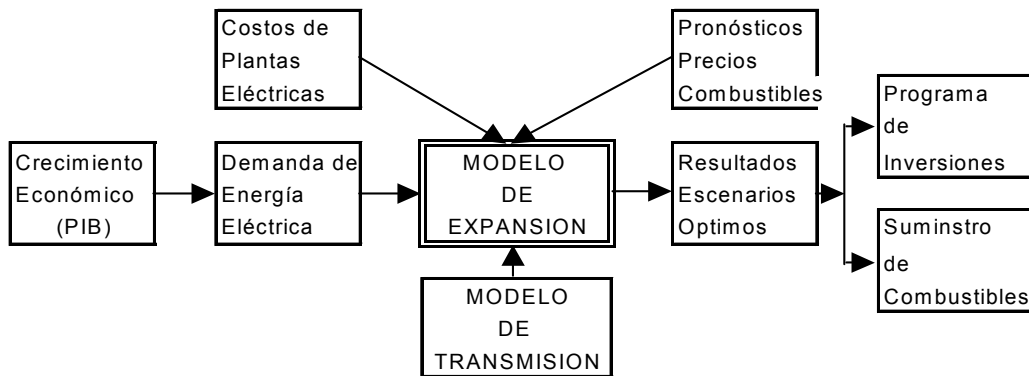 Costos de
Plantas
Eléctricas
Pronósticos
Precios
Combustibles
Crecimiento
Económico
(PIB)
Demanda de
Energía
Eléctrica
MODELO
DE
EXPANSION
Resultados
Escenarios
Optimos
Programa
de
Inversiones
Suminstro
de
Combustibles
MODELO
DE
TRANSMISION